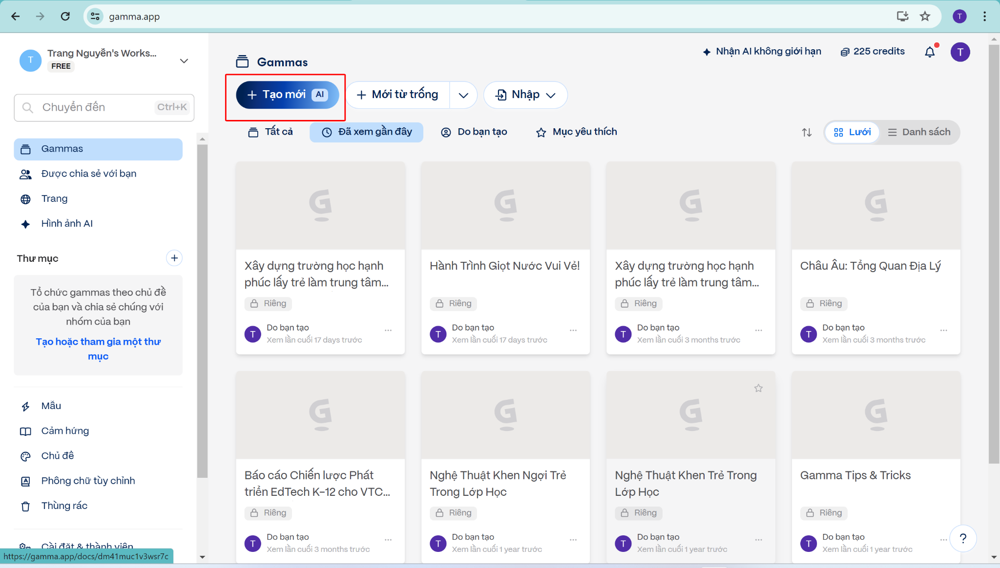 gamma.app
T
T
Trang Nguyễn's Works...
FREE
Chuyển đến
Ctrl+K
Gammas
Được chia sẻ với bạn
Trang
Hình ảnh AI
Thư mục
Tổ chức gammas theo chủ đề
của bạn và chia sẻ chúng với
nhóm của bạn
Tạo hoặc tham gia một thư
mục
Mẫu
Cảm hứng
Chủ đề
Phông chữ tùy chỉnh
Thùng rác
Cài đặt & thành viên
https://gamma.app/docs/dm41muc1v3wsr7c
Gammas
Nhận AI không giới hạn
225 credits
T
Tạo mới AI
Mới từ trống
Nhập
Tất cả
Đã xem gần đây
Do bạn tạo
Mục yêu thích
Lưới
Danh sách
Xây dựng trường học hạnh
phúc lấy trẻ làm trung tâm...
Riêng
T
Do bạn tạo
Xem lần cuối 17 days trước
Hành Trình Giọt Nước Vui Vẻ!
Riêng
T
Do bạn tạo
Xem lần cuối 17 days trước
Xây dựng trường học hạnh
phúc lấy trẻ làm trung tâm...
Riêng
T
Do bạn tạo
Xem lần cuối 3 months trước
Châu Âu: Tổng Quan Địa Lý
Riêng
T
Do bạn tạo
Xem lần cuối 3 months trước
Báo cáo Chiến lược Phát
triển EdTech K-12 cho VTC...
Riêng
T
Do bạn tạo
Xem lần cuối 3 months trước
Nghệ Thuật Khen Ngợi Trẻ
Trong Lớp Học
Riêng
T
Do bạn tạo
Xem lần cuối 1 year trước
Nghệ Thuật Khen Trẻ Trong
Lớp Học
Riêng
T
Do bạn tạo
Xem lần cuối 1 year trước
Gamma Tips & Tricks
Riêng
T
Do bạn tạo
Xem lần cuối 1 year trước
?